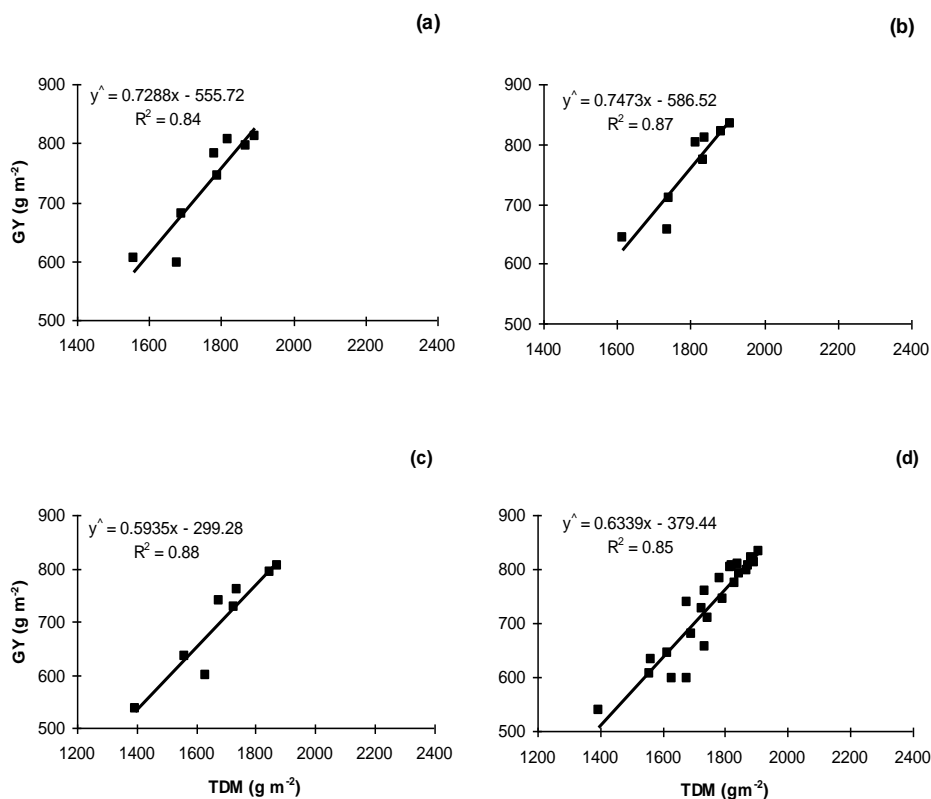 (a)
(b)
900
800
700
600
500
GY (g m-2)
y^ = 0.7288x - 555.72
R2 = 0.84
1400 1600 1800 2000 2200 2400
900
800
700
600
500
y^ = 0.7473x - 586.52
R2 = 0.87
1400 1600 1800 2000 2200 2400
(c)
(d)
900
800
700
600
500
GY (g m-2)
y^ = 0.5935x - 299.28
R2 = 0.88
1200 1400 1600 1800 2000 2200 2400
TDM (g m-2)
900
800
700
600
500
y^ = 0.6339x - 379.44
R2 = 0.85
1200 1400 1600 1800 2000 2200 2400
TDM (gm-2)